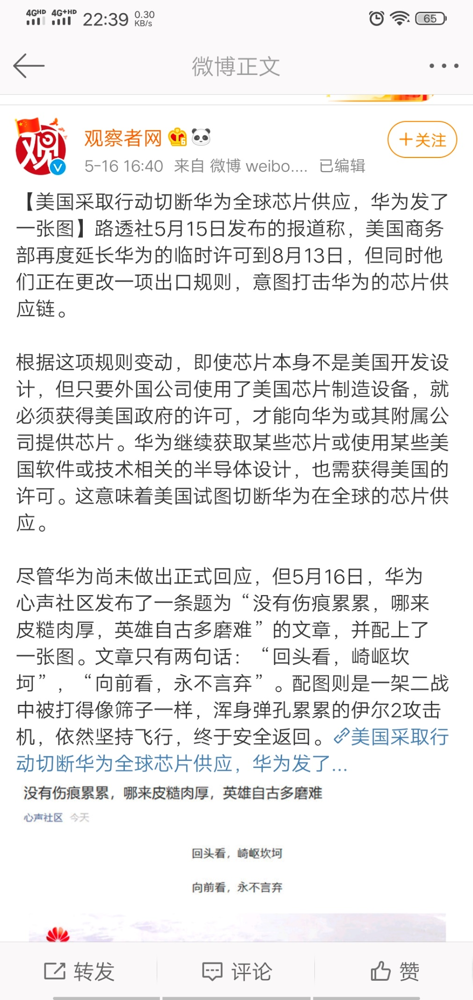 4GHD 4G+HD 22:39 0.30 KB/s 65
微博正文
观察者网
+关注
5-16 16:40 来自 微博 weibo.... 已编辑
【美国采取行动切断华为全球芯片供应，华为发了
一张图】路透社5月15日发布的报道称，美国商务
部再度延长华为的临时许可到8月13日，但同时他
们正在更改一项出口规则，意图打击华为的芯片供
应链。
根据这项规则变动，即使芯片本身不是美国开发设
计，但只要外国公司使用了美国芯片制造设备，就
必须获得美国政府的许可，才能向华为或其附属公
司提供芯片。华为继续获取某些芯片或使用某些美
国软件或技术相关的半导体设计，也需获得美国的
许可。这意味着美国试图切断华为在全球的芯片供
应。
尽管华为尚未做出正式回应，但5月16日，华为
心声社区发布了一条题为“没有伤痕累累，哪来
皮糙肉厚，英雄自古多磨难”的文章，并配上了
一张图。文章只有两句话：“回头看，崎岖坎
坷”，“向前看，永不言弃”。配图则是一架二战
中被打得像筛子一样，浑身弹孔累累的伊尔2攻击
机，依然坚持飞行，终于安全返回。美国采取行
动切断华为全球芯片供应，华为发了...
没有伤痕累累，哪来皮糙肉厚，英雄自古多磨难
心声社区 今天
回头看，崎岖坎坷
向前看，永不言弃
转发 评论 赞